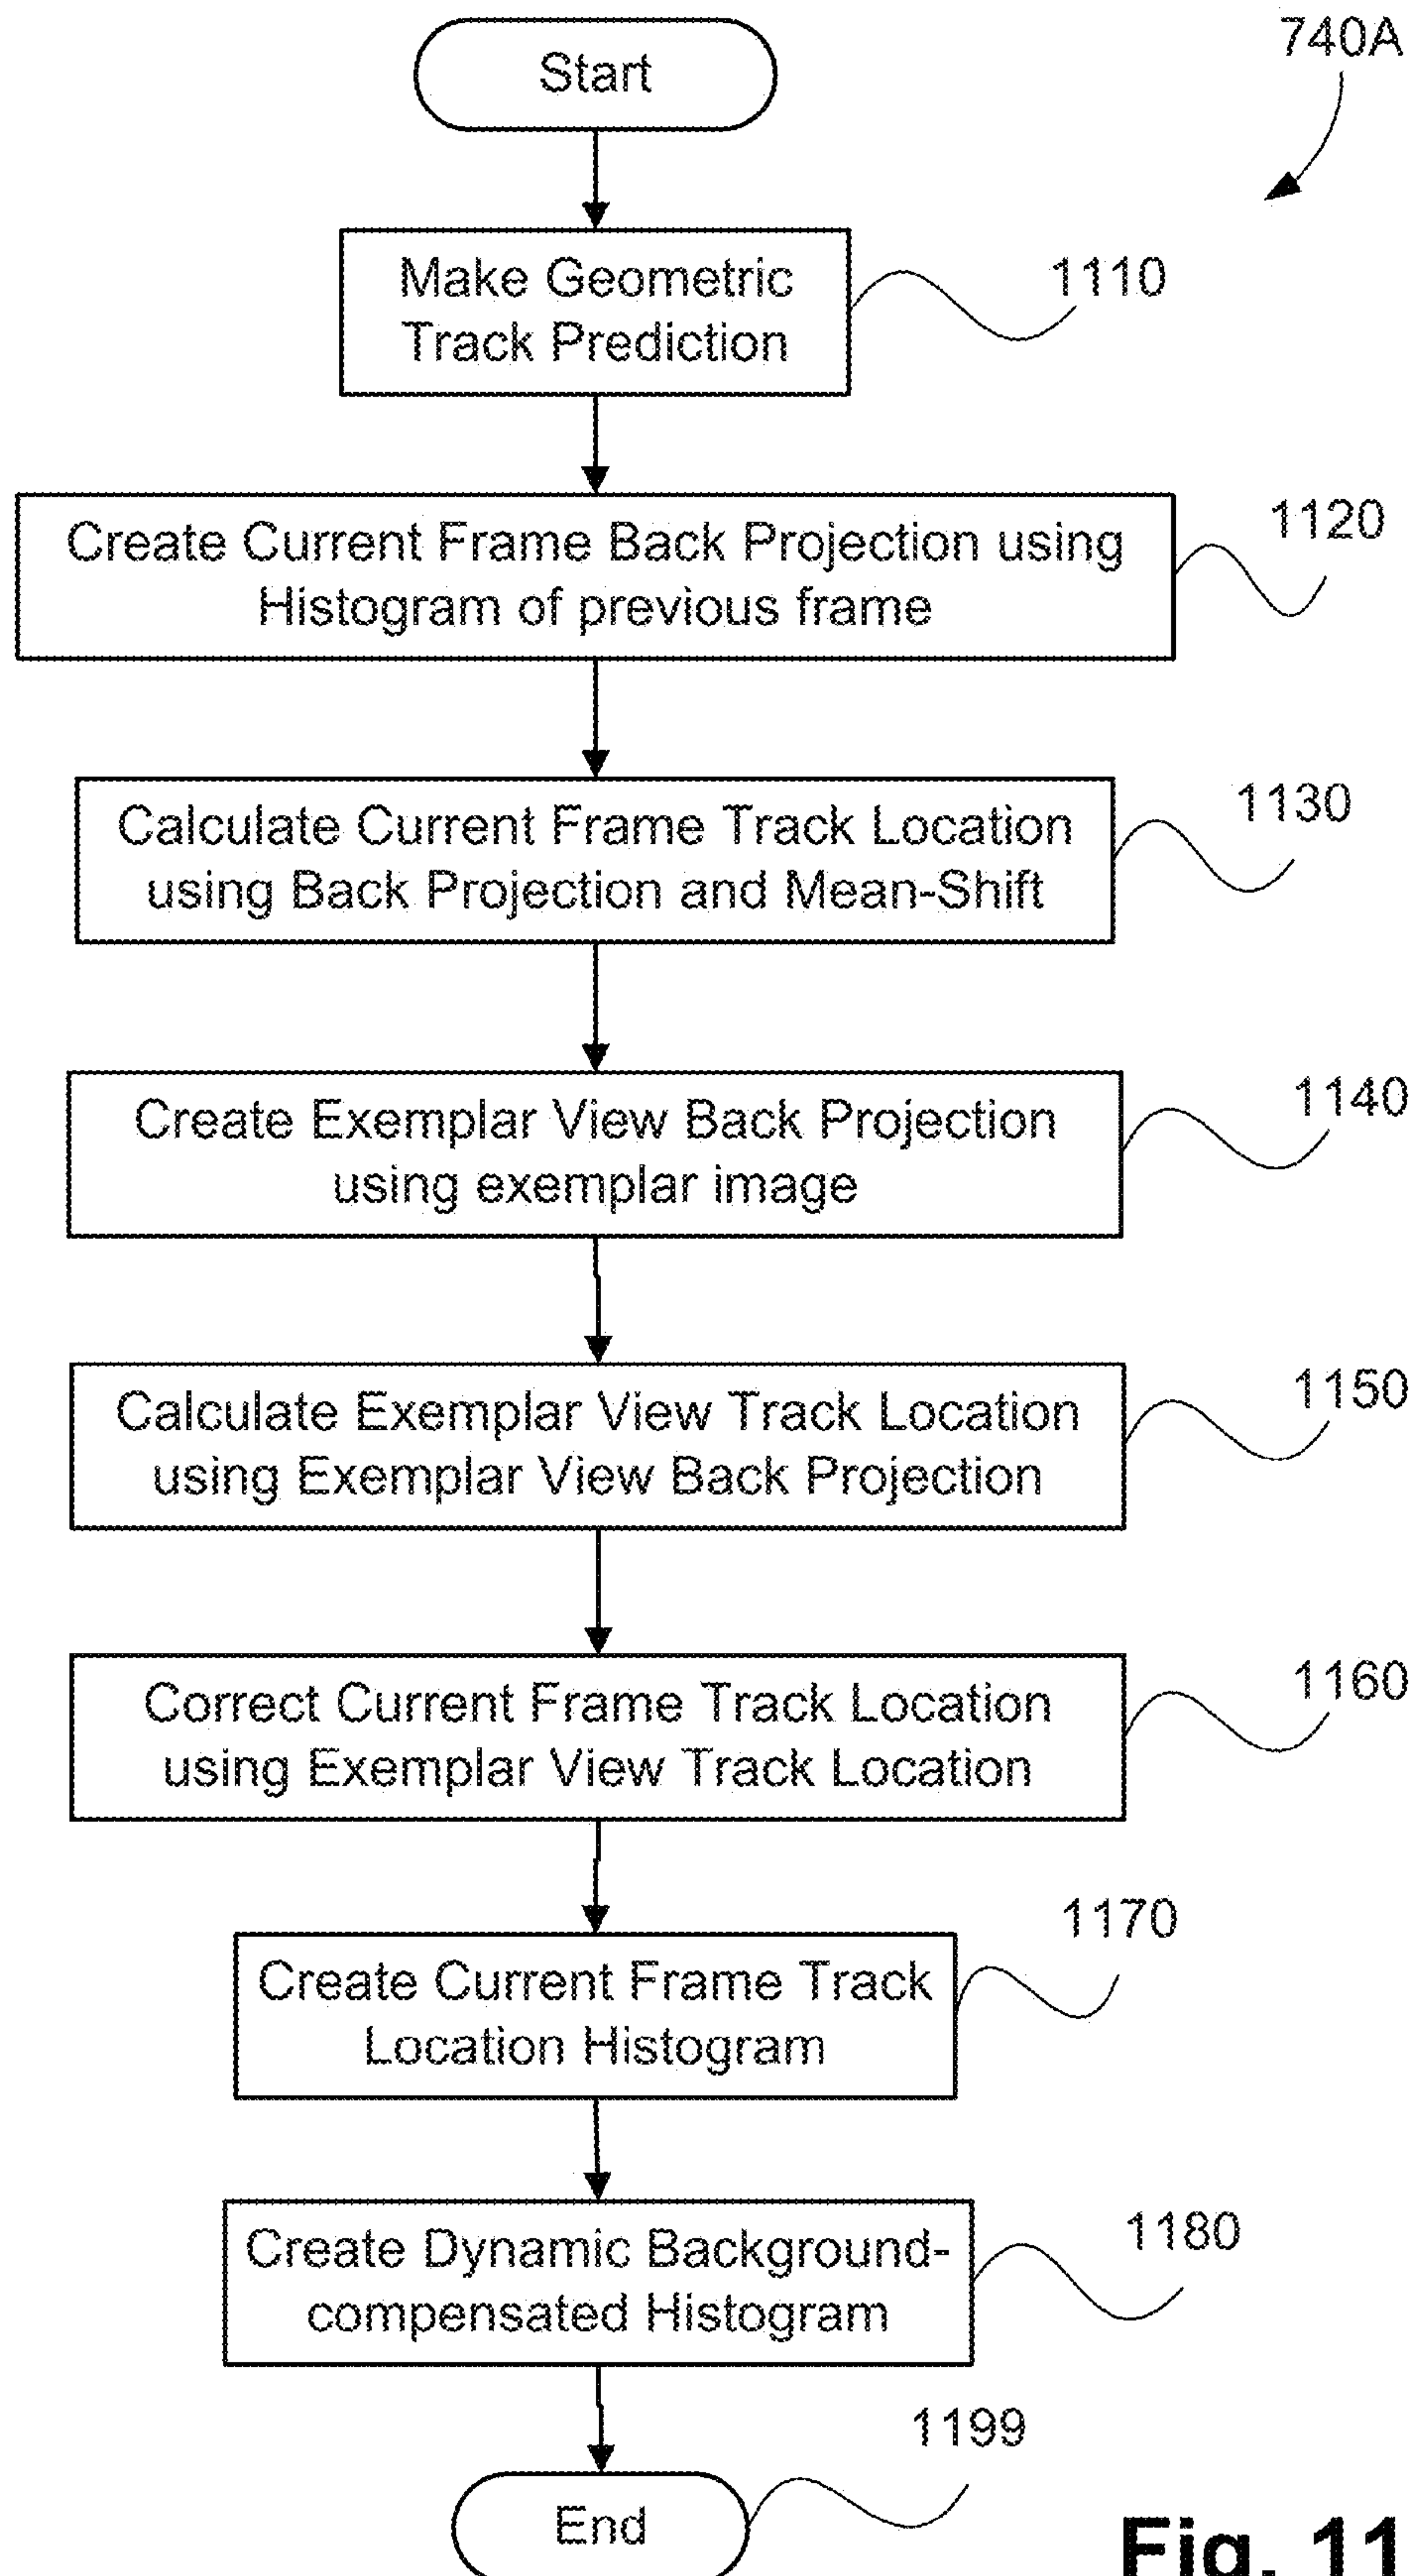 740A
Start
Make Geometric
Track Prediction
1110
Create Current Frame Back Projection using
Histogram of previous frame
1120
Calculate Current Frame Track Location
using Back Projection and Mean-Shift
1130
Create Exemplar View Back Projection
using exemplar image
1140
Calculate Exemplar View Track Location
using Exemplar View Back Projection
1150
Correct Current Frame Track Location
using Exemplar View Track Location
1160
Create Current Frame Track
Location Histogram
1170
Create Dynamic Background-
compensated Histogram
1180
End
1199
Fig. 11